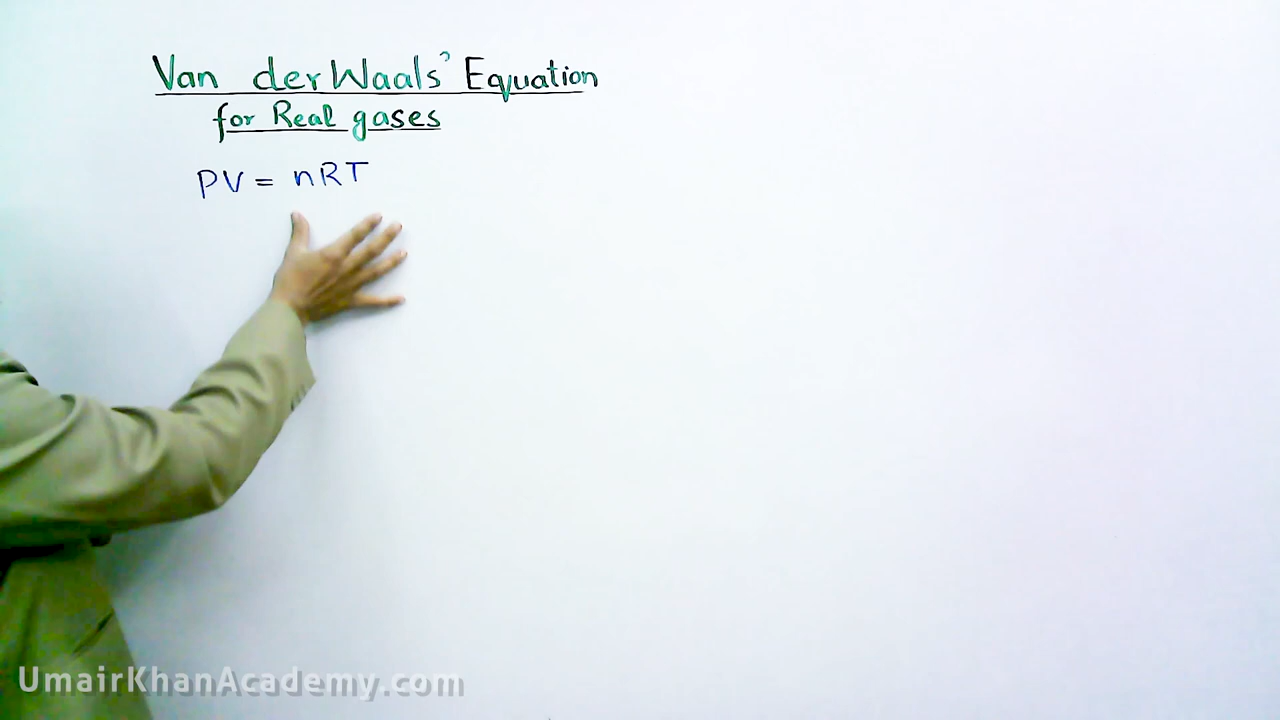 Van der Waals' Equation
for Real gases
PV = nRT
UmairKhanAcademy.com